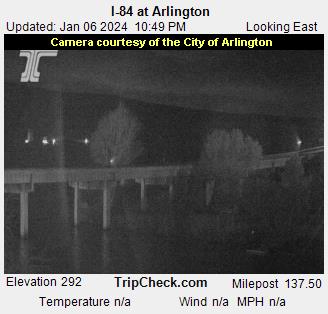 I-84 at Arlington
Updated: Jan 06 2024 10:49 PM Looking East
Camera courtesy of the City of Arlington
Elevation 292 TripCheck.com Milepost 137.50
Temperature n/a Wind n/a MPH n/a